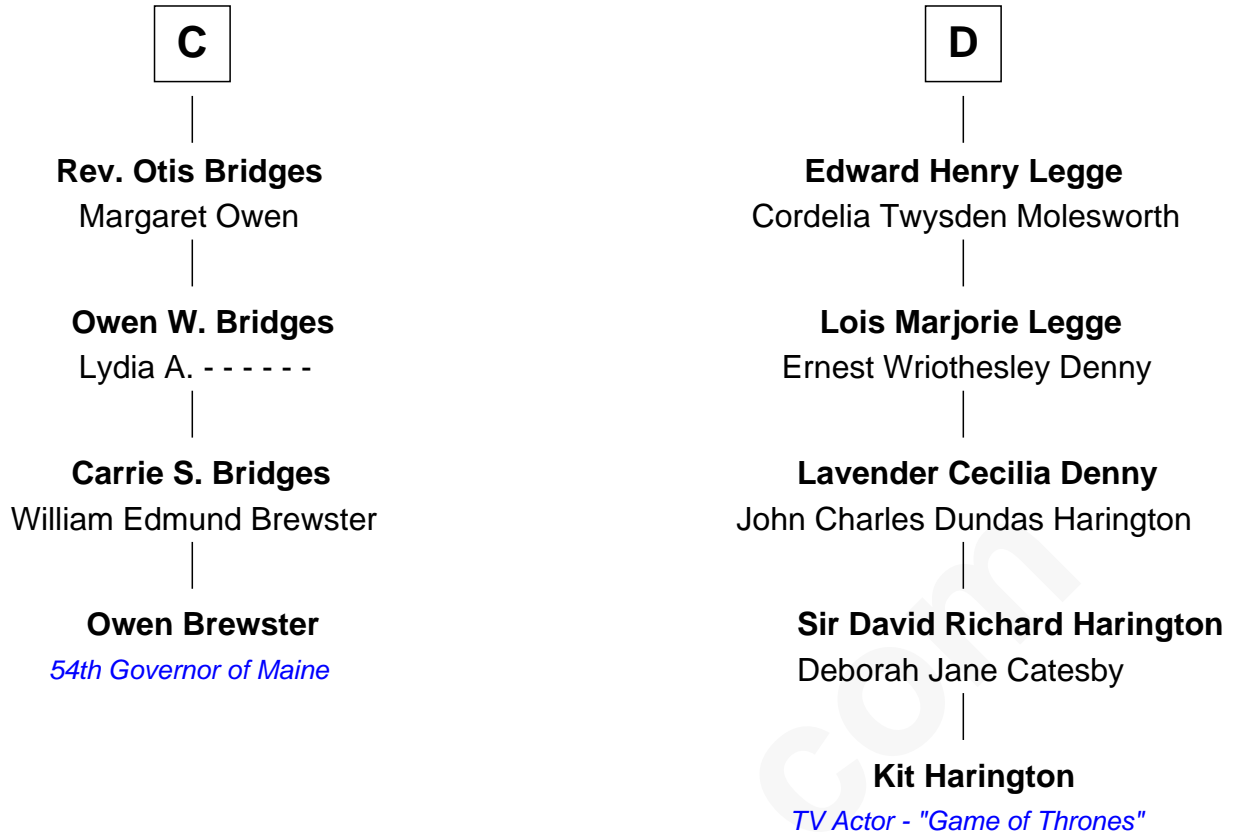 C
Rev. Otis Bridges
Margaret Owen
Owen W. Bridges
Lydia A. - - - - - -
Carrie S. Bridges
William Edmund Brewster
Owen Brewster
54th Governor of Maine
D
Edward Henry Legge
Cordelia Twysden Molesworth
Lois Marjorie Legge
Ernest Wriothesley Denny
Lavender Cecilia Denny
John Charles Dundas Harington
Sir David Richard Harington
Deborah Jane Catesby
Kit Harington
TV Actor - "Game of Thrones"
com